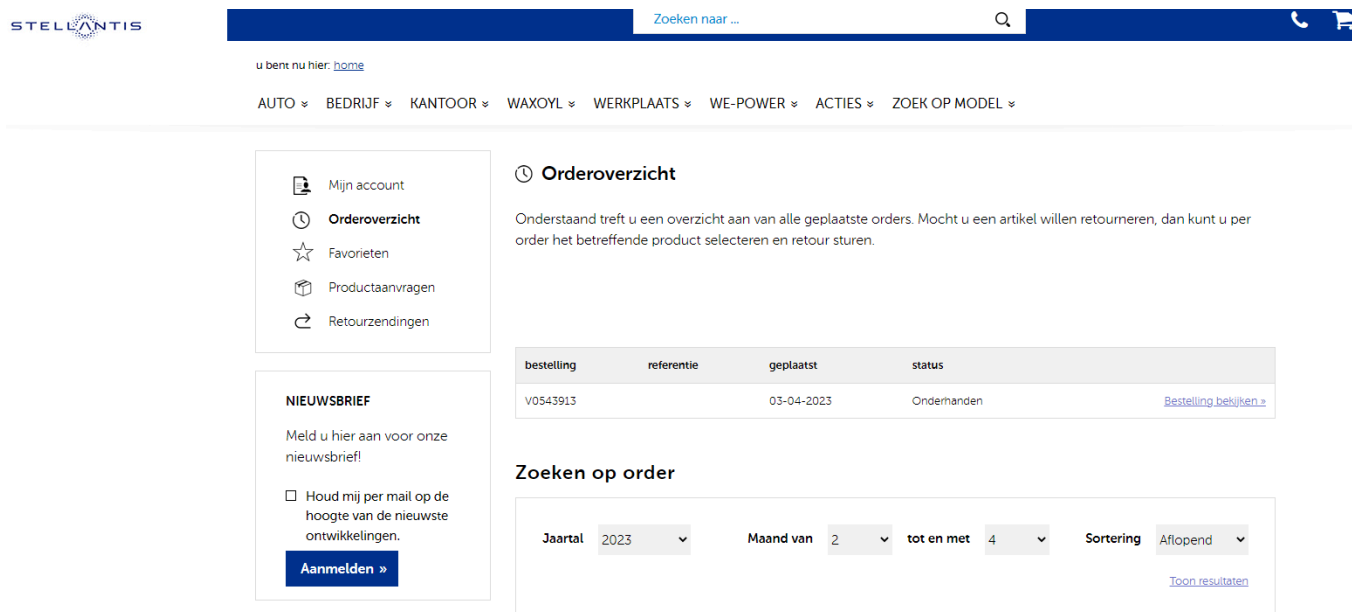 STELLANTIS
Zoeken naar ...
u bent nu hier: home
AUTO BEDRIJF KANTOOR WAXOYL WERKPLAATS WE-POWER ACTIES ZOEK OP MODEL
Mijn account
Orderoverzicht
Favorieten
Productaanvragen
Retourzendingen
NIEUWSBRIEF
Meld u hier aan voor onze
nieuwsbrief!
Houd mij per mail op de
hoogte van de nieuwste
ontwikkelingen.
Aanmelden »
Orderoverzicht
Onderstaand treft u een overzicht aan van alle geplaatste orders. Mocht u een artikel willen retourneren, dan kunt u per
order het betreffende product selecteren en retour sturen.
bestelling referentie geplaatst status
V0543913 03-04-2023 Onderhanden Bestelling bekijken »
Zoeken op order
Jaartal 2023 Maand van 2 tot en met 4 Sortering Aflopend
Toon resultaten